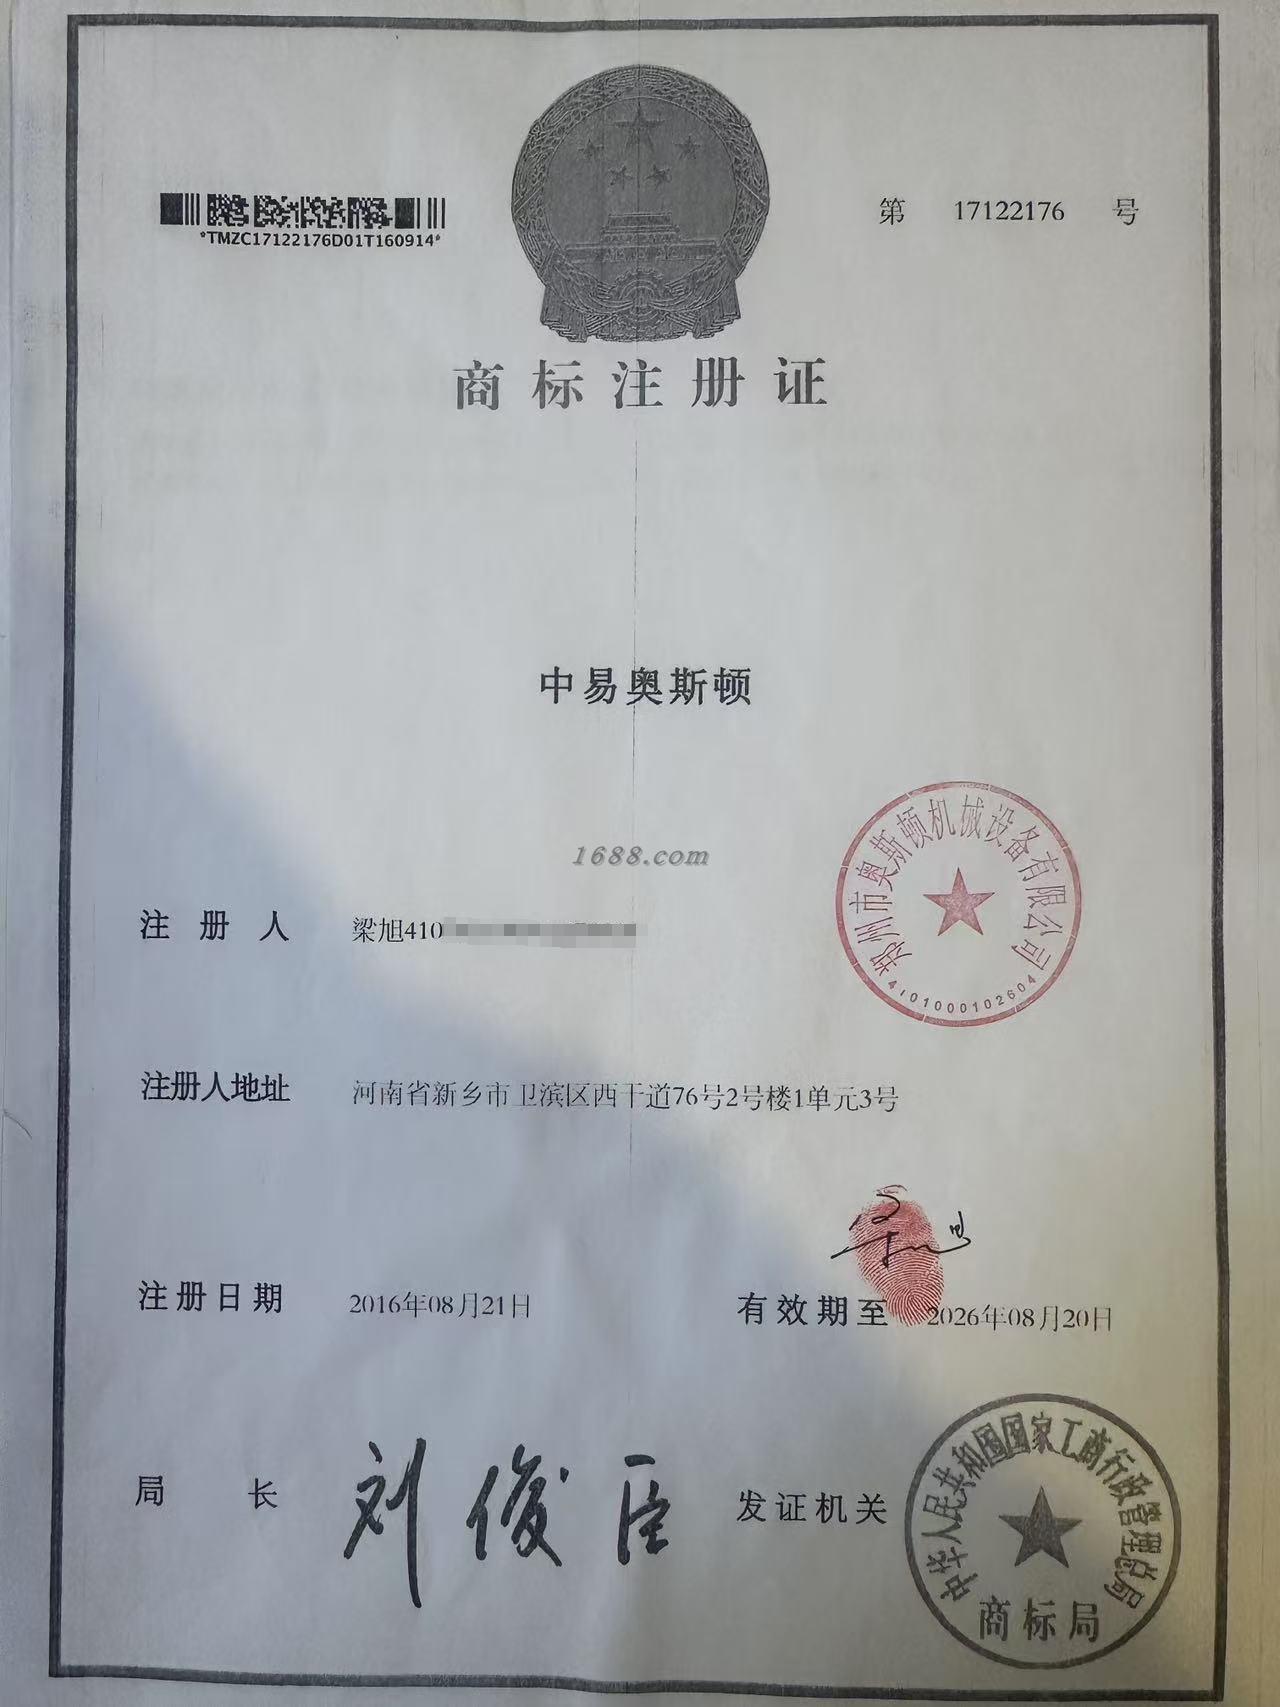 *TMZC17122176D01T160914*
第 17122176 号
商标注册证
中易奥斯顿
1688.com
郑州市奥斯顿机械设备有限公司
4101000102604
注册人 梁旭410
注册人地址 河南省新乡市卫滨区西干道76号2号楼1单元3号
梁旭
注册日期 2016年08月21日
有效期至 2026年08月20日
局长 刘俊臣
发证机关
中华人民共和国国家工商行政管理总局
商标局